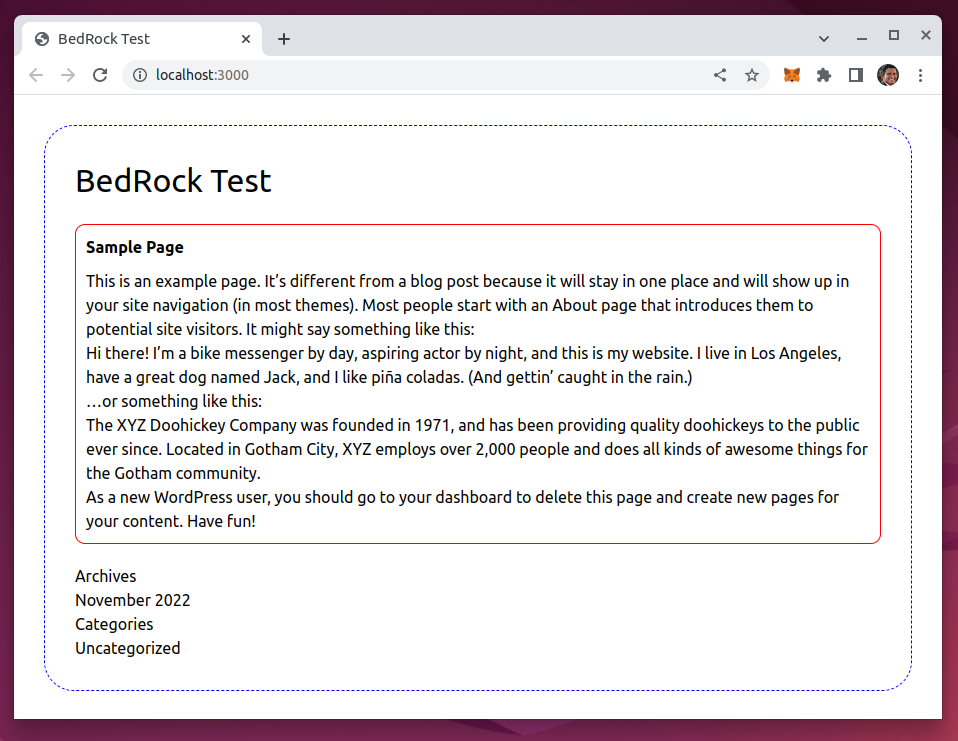 BedRock Test
localhost:3000
BedRock Test
Sample Page
This is an example page. It’s different from a blog post because it will stay in one place and will show up in
your site navigation (in most themes). Most people start with an About page that introduces them to
potential site visitors. It might say something like this:
Hi there! I’m a bike messenger by day, aspiring actor by night, and this is my website. I live in Los Angeles,
have a great dog named Jack, and I like piña coladas. (And gettin’ caught in the rain.)
…or something like this:
The XYZ Doohickey Company was founded in 1971, and has been providing quality doohickeys to the public
ever since. Located in Gotham City, XYZ employs over 2,000 people and does all kinds of awesome things for
the Gotham community.
As a new WordPress user, you should go to your dashboard to delete this page and create new pages for
your content. Have fun!
Archives
November 2022
Categories
Uncategorized